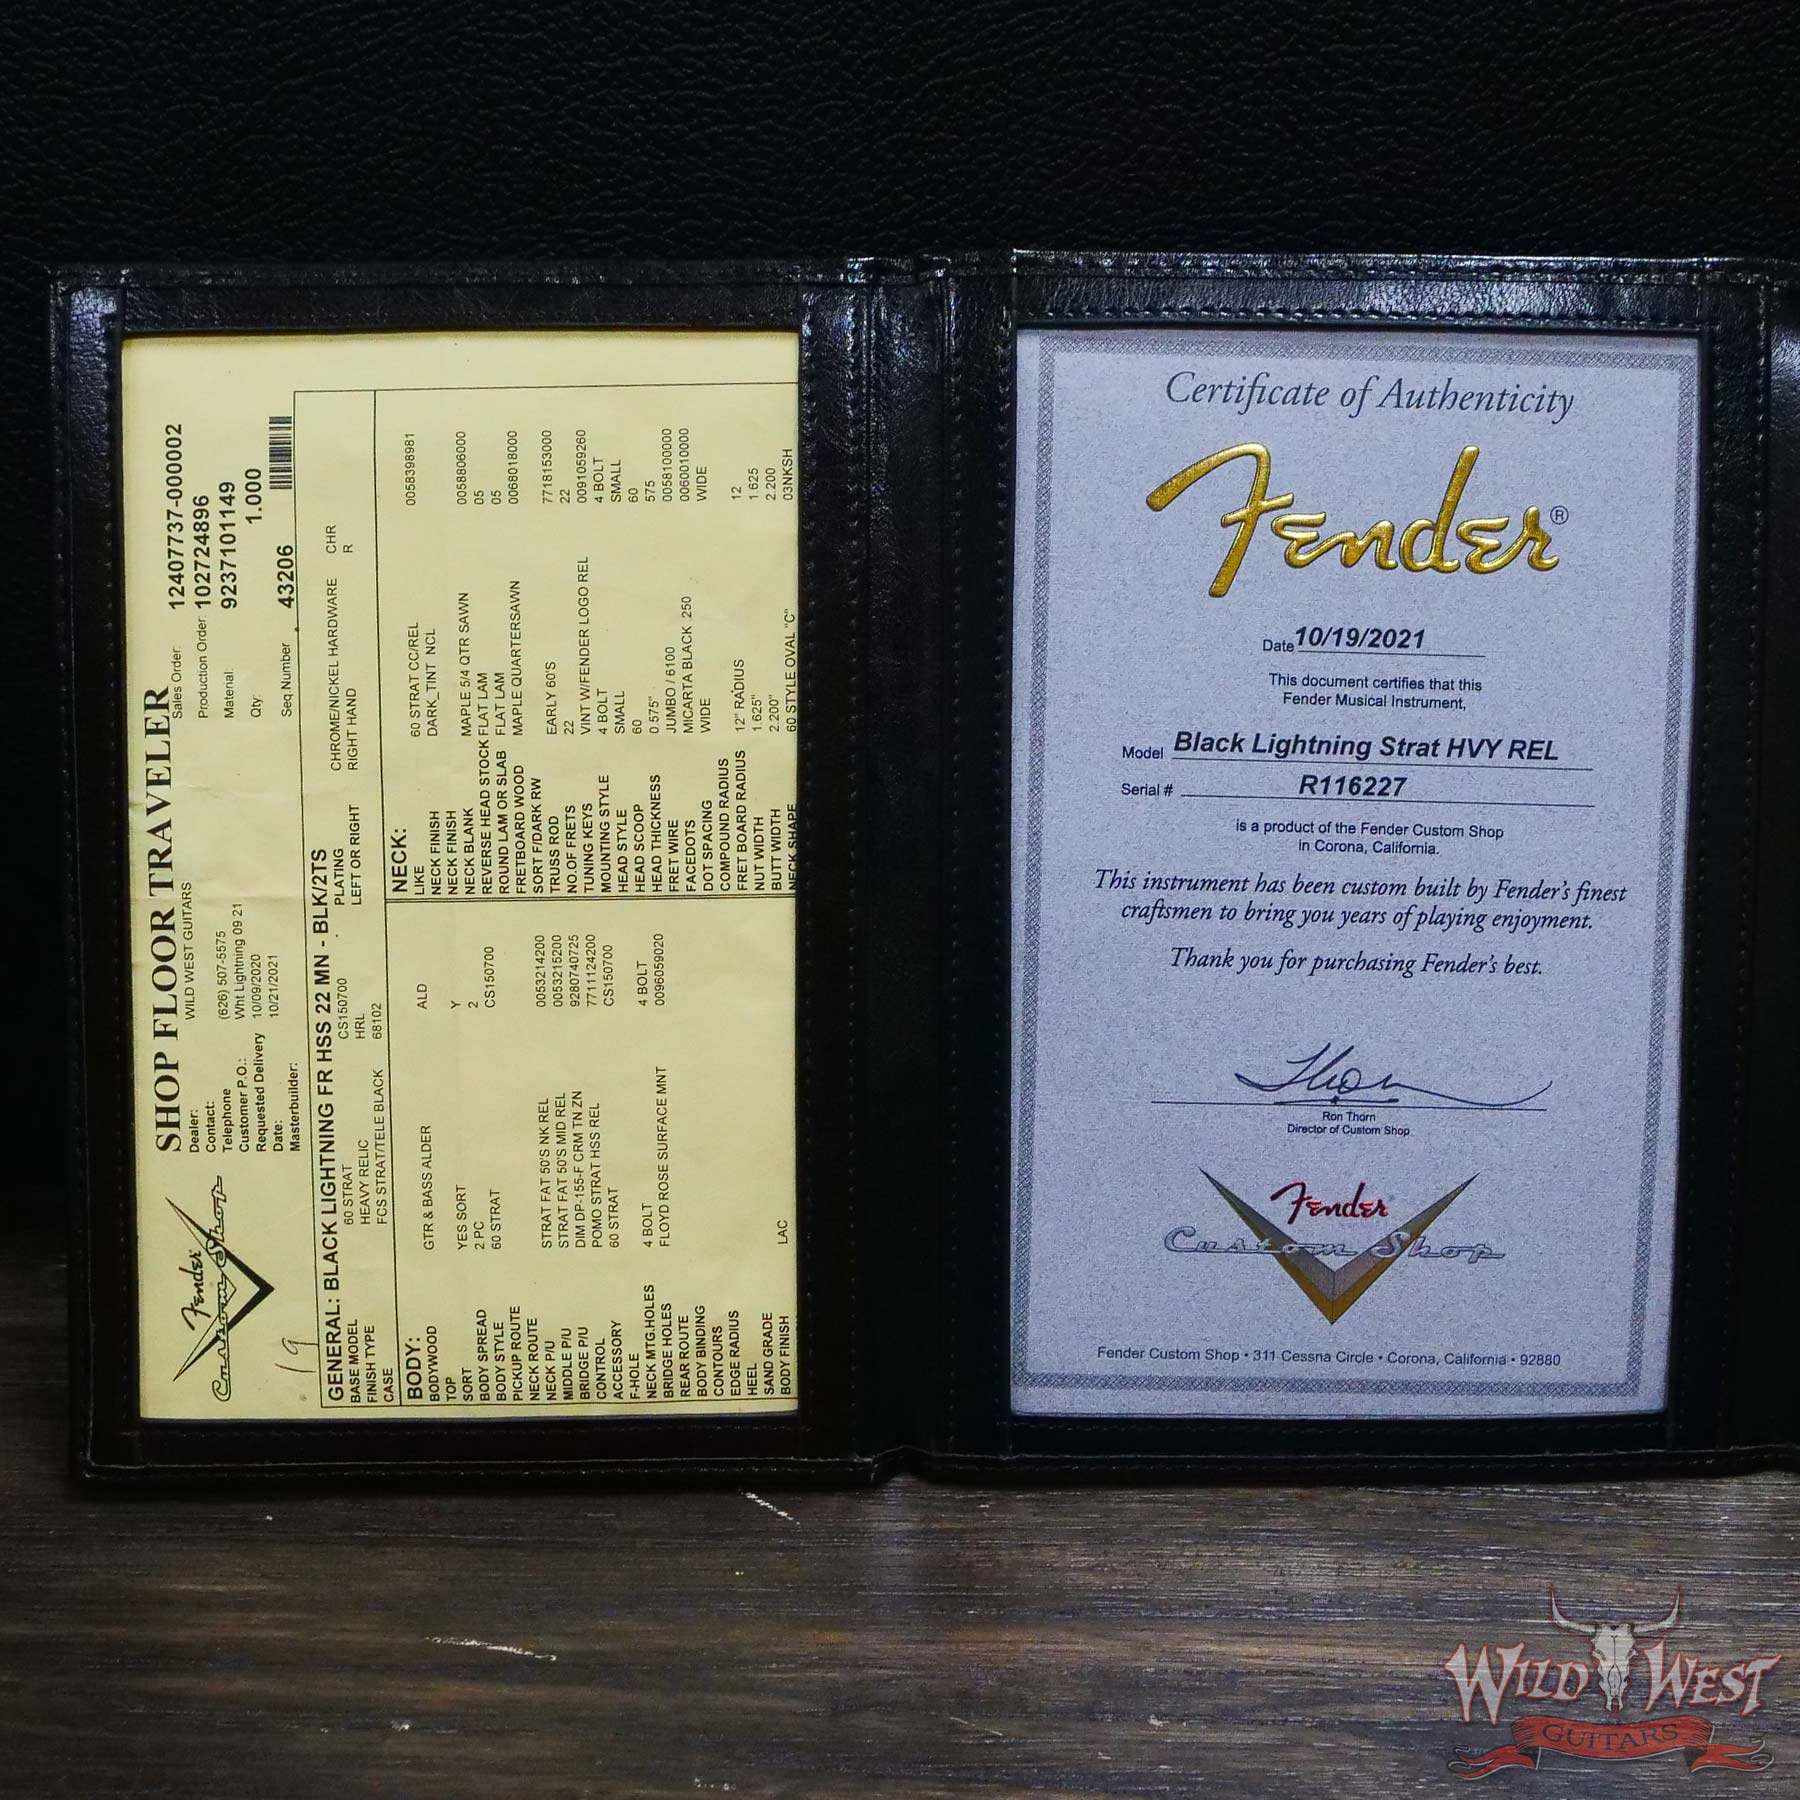 SHOP FLOOR TRAVELER
Fender
Custom Shop
19
Dealer: WILD WEST GUITARS
Contact:
Telephone (626) 507-5575
Customer P.O.: Wht Lightning 09 21
Requested Delivery 10/09/2020
Date: 10/21/2021
Masterbuilder:
Sales Order: 12407737-000002
Production Order: 1027248896
Material: 9237101149
Qty: 1.000
Seq.Number 43206
GENERAL: BLACK LIGHTNING FR HSS 22 MN - BLK/2TS
BASE MODEL 60 STRAT CS150700 PLATING CHROME/NICKEL HARDWARE CHR
FINISH TYPE HEAVY RELIC HRL LEFT OR RIGHT RIGHT HAND R
CASE FCS STRAT/TELE BLACK 68102
BODY:
BODYWOOD GTR & BASS ALDER ALD
TOP
SORT YES SORT Y
BODY SPREAD 2 PC 2
BODY STYLE 60 STRAT CS150700
PICKUP ROUTE
NECK ROUTE
NECK P/U STRAT FAT 50'S NK REL 0053214200
MIDDLE P/U STRAT FAT 50'S MID REL 0053215200
BRIDGE P/U DIM DP-155-F CRM TN ZN 9280740725
CONTROL POMO STRAT HSS REL 7711124200
ACCESSORY 60 STRAT CS150700
F-HOLE
NECK MTG.HOLES 4 BOLT 4 BOLT
BRIDGE HOLES FLOYD ROSE SURFACE MNT 0096059020
REAR ROUTE
BODY BINDING
CONTOURS
EDGE RADIUS
HEEL
SAND GRADE
BODY FINISH LAC
NECK:
LIKE 60 STRAT CC/REL 0058398981
NECK FINISH DARK_TINT NCL
NECK FINISH
NECK BLANK MAPLE 5/4 QTR SAWN 0058806000
REVERSE HEAD STOCK FLAT LAM 05
ROUND LAM OR SLAB FLAT LAM 05
FRETBOARD WOOD MAPLE QUARTERSAWN 0068018000
SORT F/DARK RW
TRUSS ROD EARLY 60'S 7718153000
NO.OF FRETS 22 22
TUNING KEYS VINT W/FENDER LOGO REL 0091059260
MOUNTING STYLE 4 BOLT 4 BOLT
HEAD STYLE SMALL SMALL
HEAD SCOOP 60 60
HEAD THICKNESS 0.575" 575
FRET WIRE JUMBO / 6100 0058100000
FACEDOTS MICARTA BLACK .250 0060010000
DOT SPACING WIDE WIDE
COMPOUND RADIUS
FRET BOARD RADIUS 12" RADIUS 12
NUT WIDTH 1.625" 1.625
BUTT WIDTH 2.200" 2.200
NECK SHAPE 60 STYLE OVAL "C" 03NKSH
Certificate of Authenticity
Fender®
Date 10/19/2021
This document certifies that this
Fender Musical Instrument,
Model Black Lightning Strat HVY REL
Serial # R116227
is a product of the Fender Custom Shop
in Corona, California.
This instrument has been custom built by Fender's finest
craftsmen to bring you years of playing enjoyment.
Thank you for purchasing Fender's best.
Ron Thorn
Director of Custom Shop
Fender
Custom Shop
Fender Custom Shop • 311 Cessna Circle • Corona, California • 92880
WILD WEST
GUITARS